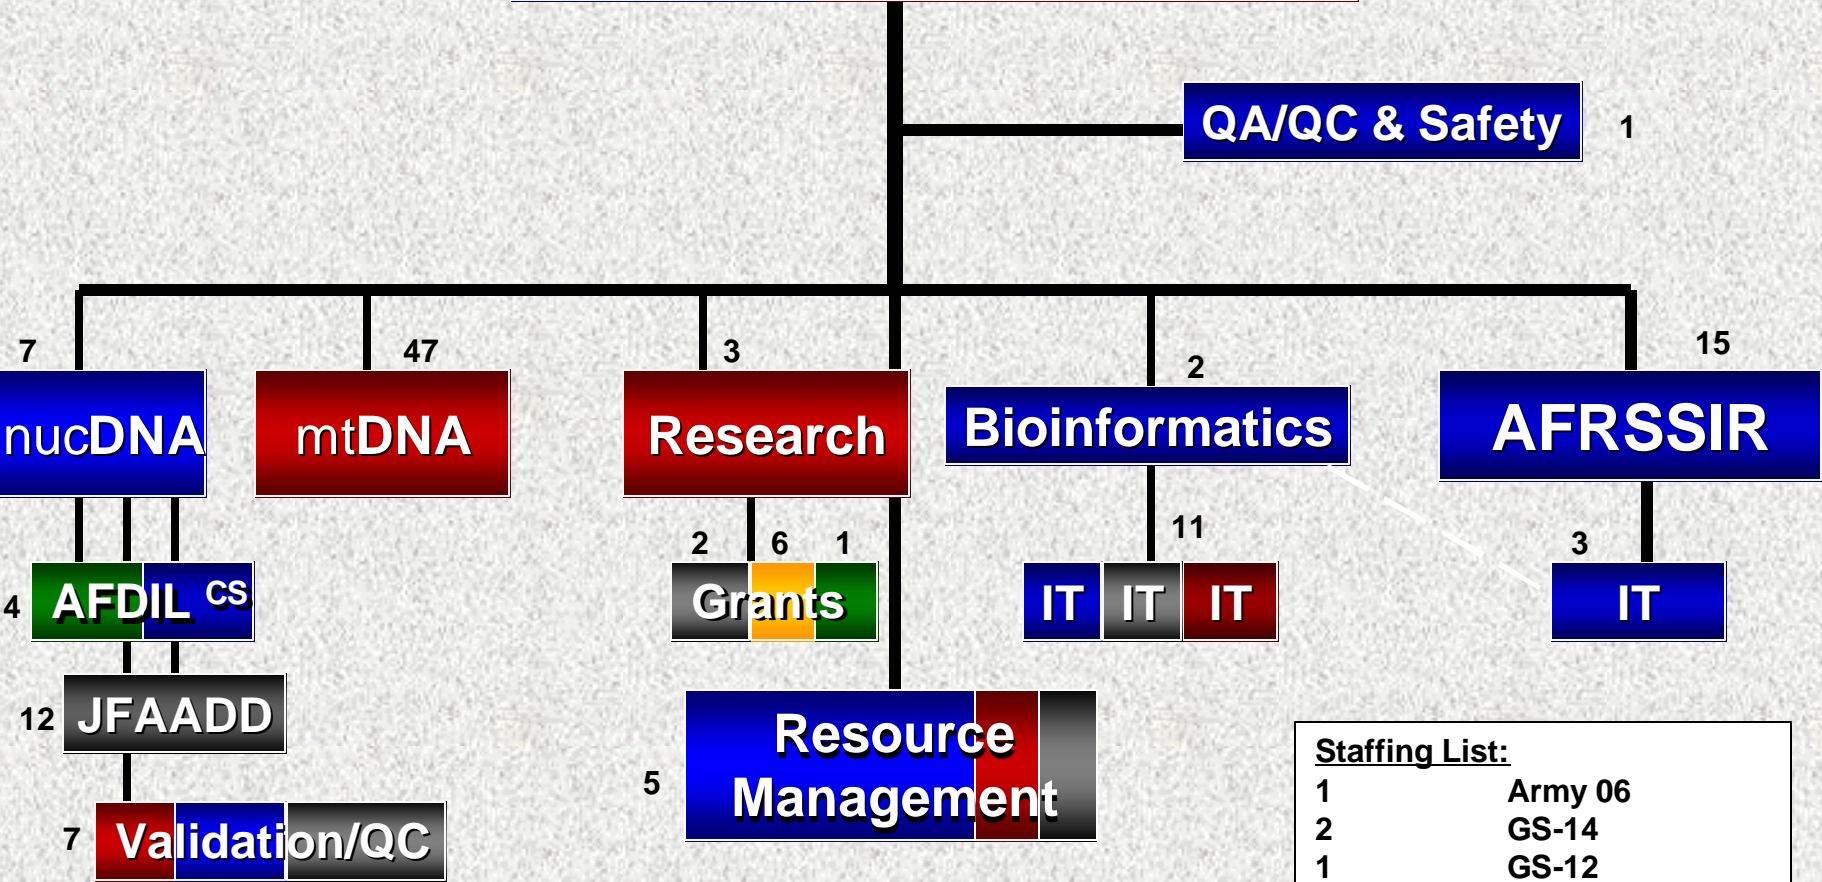 QA/QC & Safety 1
7 47 3 2 15
nucDNA mtDNA Research Bioinformatics AFRSSIR
2 6 1 11 3
4 AFDIL CS Grants IT IT IT IT
12 JFAADD
5 Resource
Management
7 Validation/QC
Staffing List:
1 Army 06
2 GS-14
1 GS-12